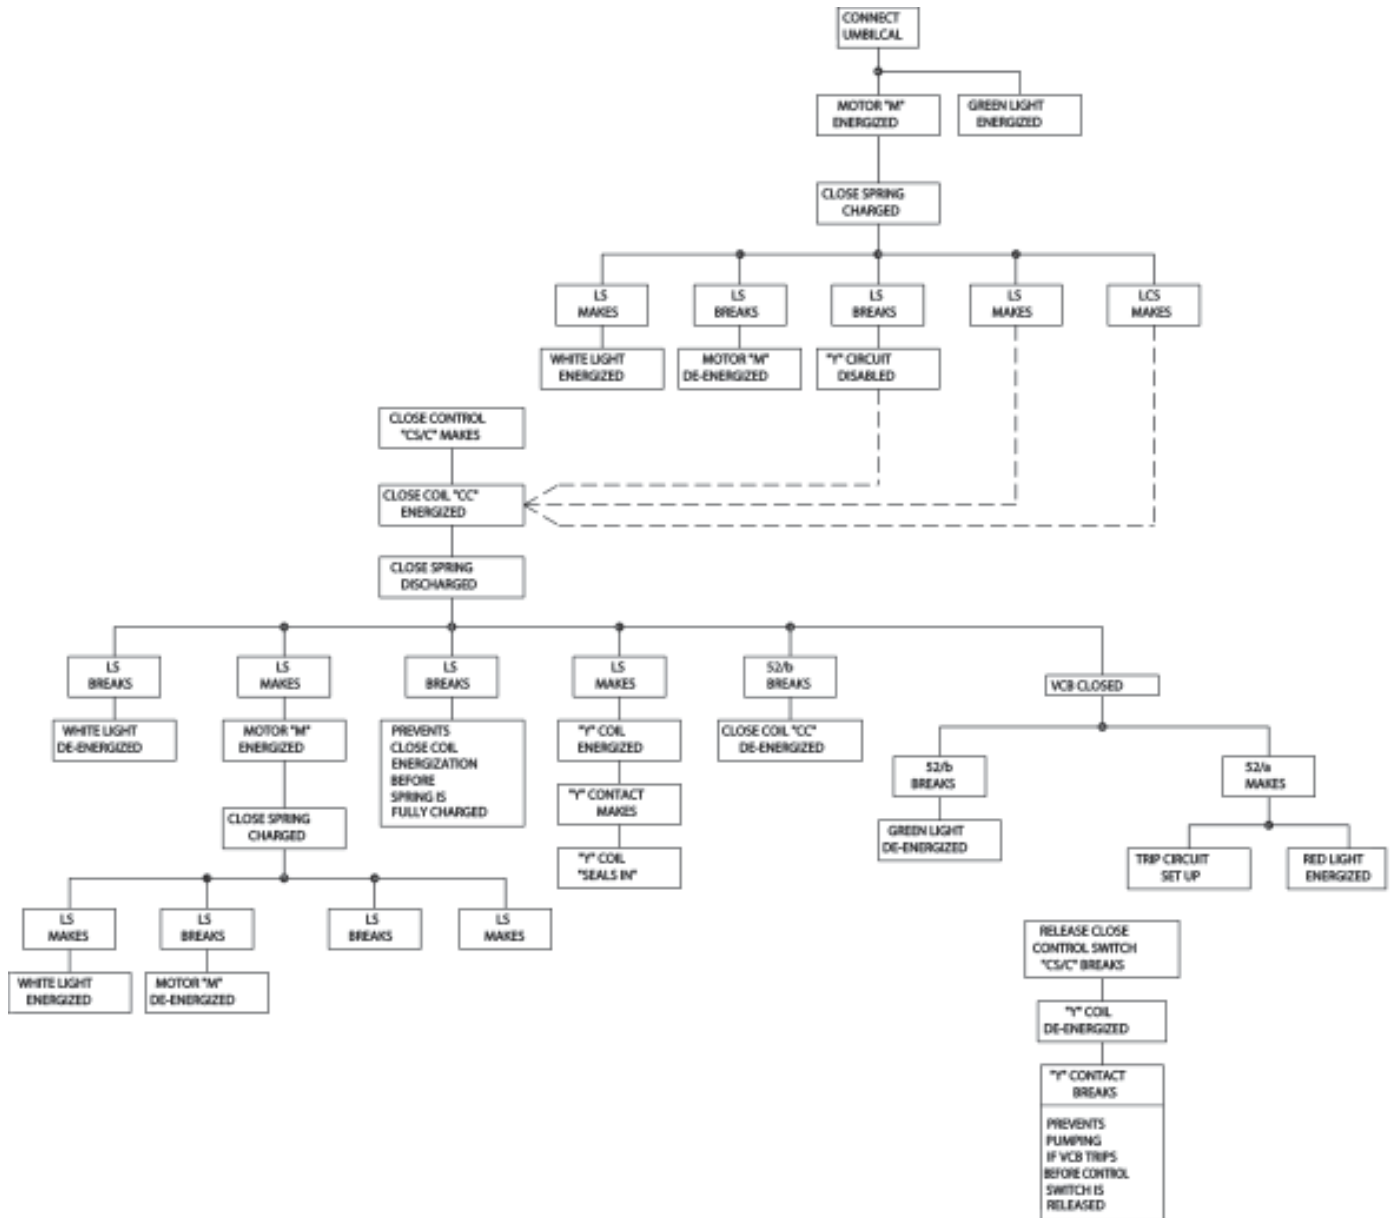 CONNECT
UMBILCAL
MOTOR "M"
ENERGIZED
GREEN LIGHT
ENERGIZED
CLOSE SPRING
CHARGED
LS
MAKES
LS
BREAKS
LS
BREAKS
LS
MAKES
LCS
MAKES
WHITE LIGHT
ENERGIZED
MOTOR "M"
DE-ENERGIZED
"Y" CIRCUIT
DISABLED
CLOSE CONTROL
"CS/C" MAKES
CLOSE COIL "CC"
ENERGIZED
CLOSE SPRING
DISCHARGED
LS
BREAKS
LS
MAKES
LS
BREAKS
LS
MAKES
52/b
BREAKS
VCB CLOSED
WHITE LIGHT
DE-ENERGIZED
MOTOR "M"
ENERGIZED
PREVENTS
CLOSE COIL
ENERGIZATION
BEFORE
SPRING IS
FULLY CHARGED
"Y" COIL
ENERGIZED
CLOSE COIL "CC"
DE-ENERGIZED
52/b
BREAKS
52/a
MAKES
"Y" CONTACT
MAKES
CLOSE SPRING
CHARGED
GREEN LIGHT
DE-ENERGIZED
"Y" COIL
"SEALS IN"
TRIP CIRCUIT
SET UP
RED LIGHT
ENERGIZED
LS
MAKES
LS
BREAKS
LS
BREAKS
LS
MAKES
WHITE LIGHT
ENERGIZED
MOTOR "M"
DE-ENERGIZED
RELEASE CLOSE
CONTROL SWITCH
"CS/C" BREAKS
"Y" COIL
DE-ENERGIZED
"Y" CONTACT
BREAKS
PREVENTS
PUMPING
IF VCB TRIPS
BEFORE CONTROL
SWITCH IS
RELEASED